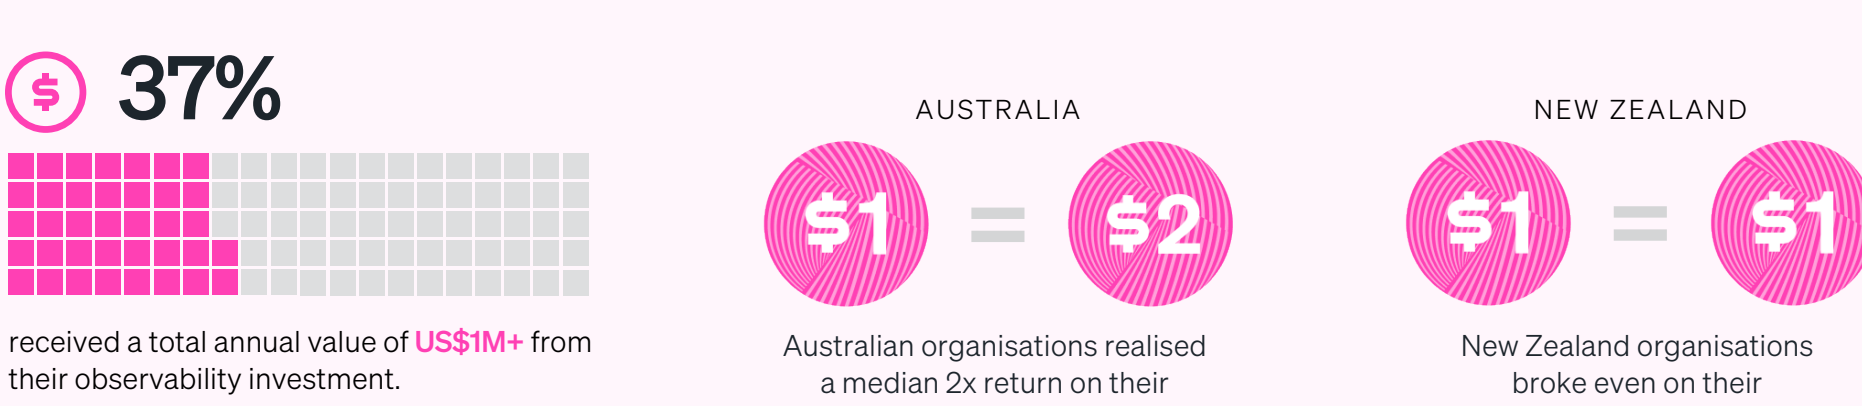 $ 37%
received a total annual value of US$1M+ from
their observability investment.
AUSTRALIA
$1 = $2
Australian organisations realised
a median 2x return on their
NEW ZEALAND
$1 = $1
New Zealand organisations
broke even on their